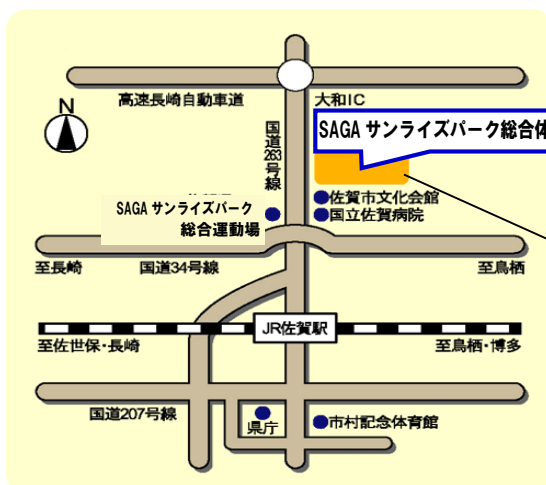 N
高速長崎自動車道
大和IC
国道263号線
SAGA サンライズパーク総合体
佐賀市文化会館
国立佐賀病院
SAGA サンライズパーク
総合運動場
至長崎
国道34号線
至鳥栖
JR佐賀駅
至佐世保・長崎
至鳥栖・博多
国道207号線
県庁
市村記念体育館